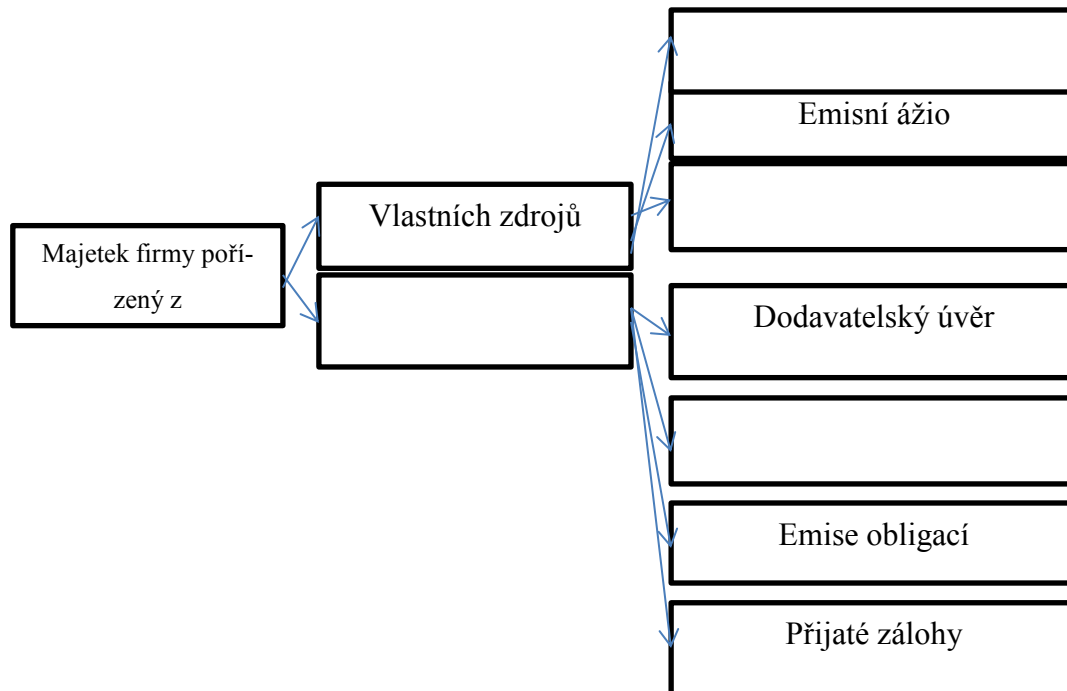 Emisní ážio
Vlastních zdrojů
Majetek firmy poří-
zený z
Dodavatelský úvěr
Emise obligací
Přijaté zálohy